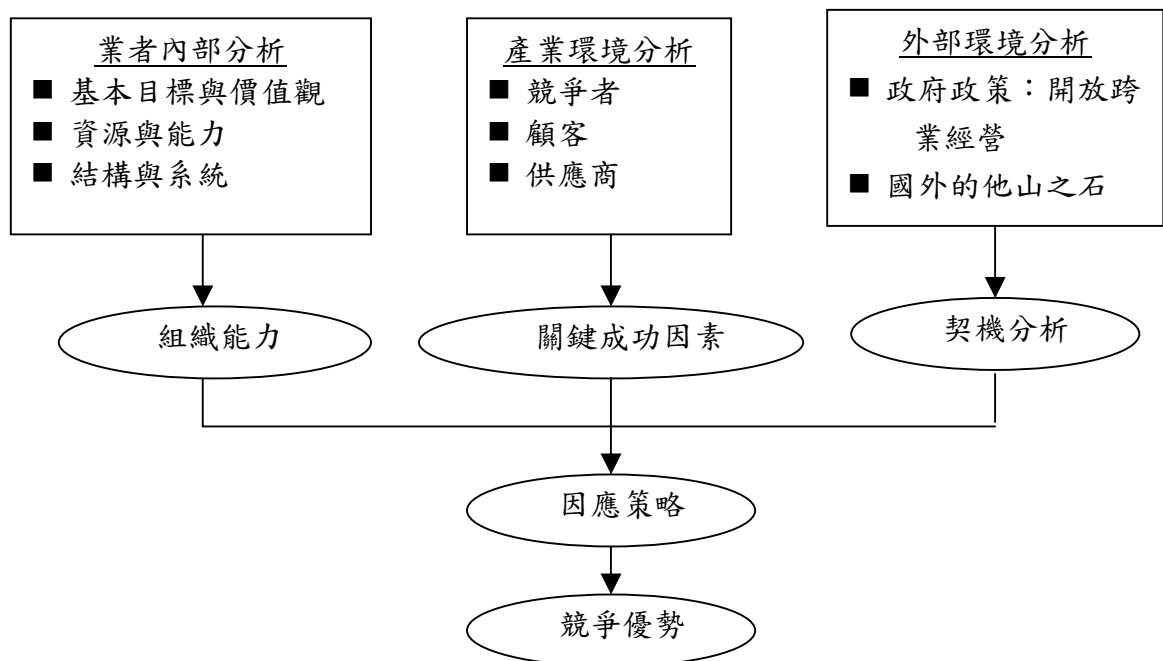 業者內部分析
■ 基本目標與價值觀
■ 資源與能力
■ 結構與系統
產業環境分析
■ 競爭者
■ 顧客
■ 供應商
外部環境分析
■ 政府政策：開放跨
業經營
■ 國外的他山之石
組織能力
關鍵成功因素
契機分析
因應策略
競爭優勢